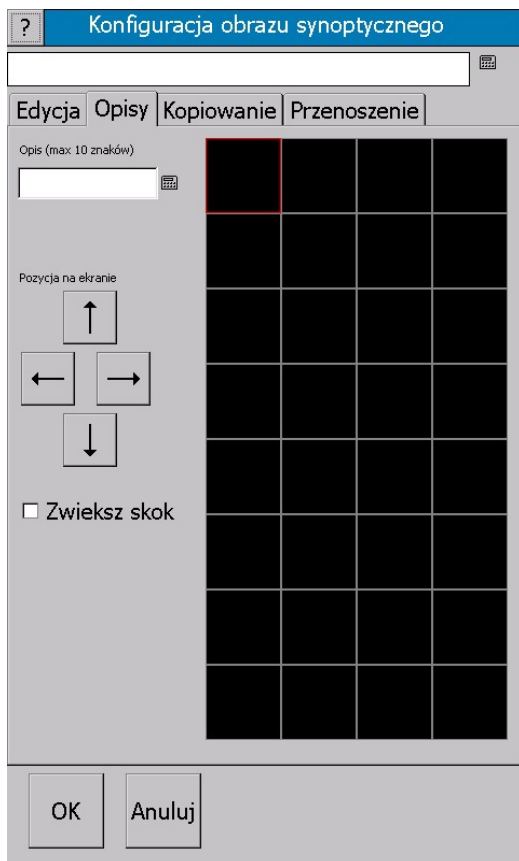 ? Konfiguracja obrazu synoptycznego
Edycja Opisy Kopiowanie Przenoszenie
Opis (max 10 znaków)
Pozycja na ekranie
↑
← →
↓
Zwieksz skok
OK Anuluj